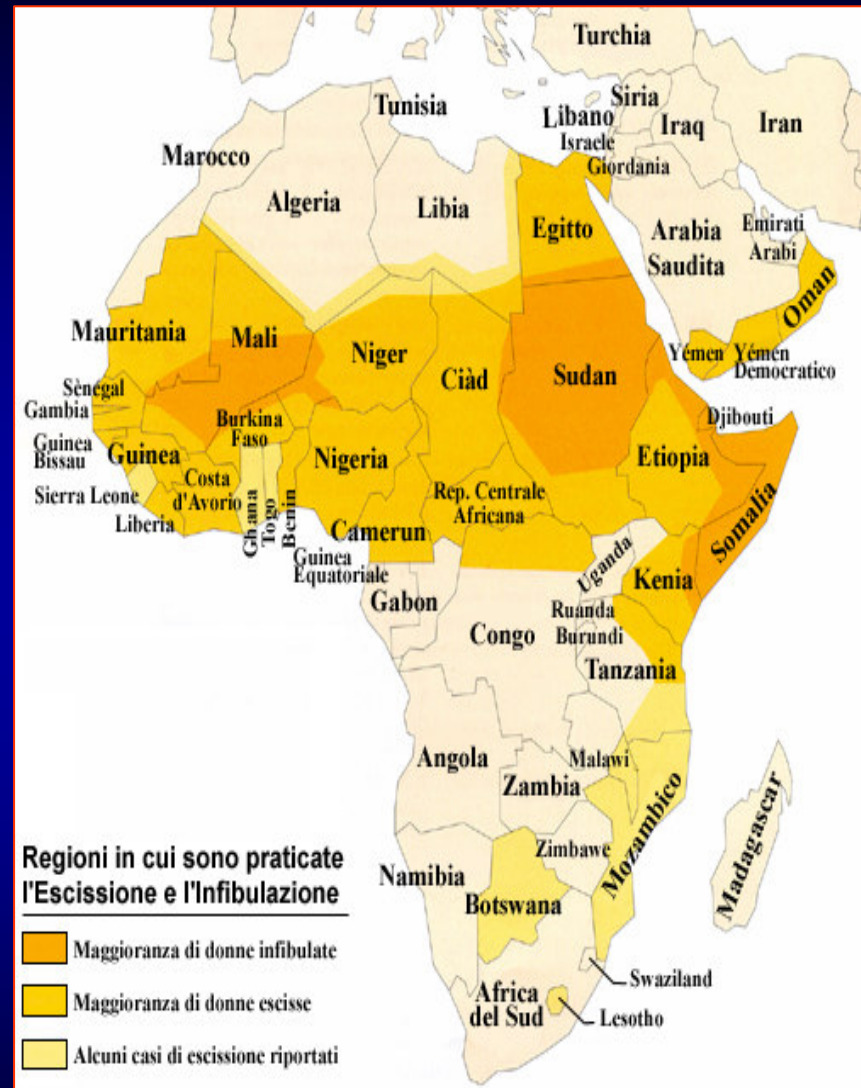 Turchia
Tunisia
Siria
Libano
Iraq
Iran
Israele
Marocco
Giordania
Algeria
Libia
Egitto
Arabia
Saudita
Emirati
Arabi
Oman
Mauritania
Mali
Niger
Ciàd
Sudan
Yémen
Yémen
Democratico
Sènegal
Gambia
Djibouti
Burkina
Faso
Guinea
Bissau
Guinea
Nigeria
Etiopia
Costa
d'Avorio
Rep. Centrale
Africana
Sierra Leone
Liberia
Ghana
Togo
Benin
Camerun
Somalia
Guinea
Equatoriale
Uganda
Kenia
Gabon
Ruanda
Congo
Burundi
Tanzania
Angola
Malawi
Zambia
Mozambico
Madagascar
Zimbawe
Namibia
Botswana
Swaziland
Africa
del Sud
Lesotho
Regioni in cui sono praticate
l'Escissione e l'Infibulazione
Maggioranza di donne infibulate
Maggioranza di donne escisse
Alcuni casi di escissione riportati